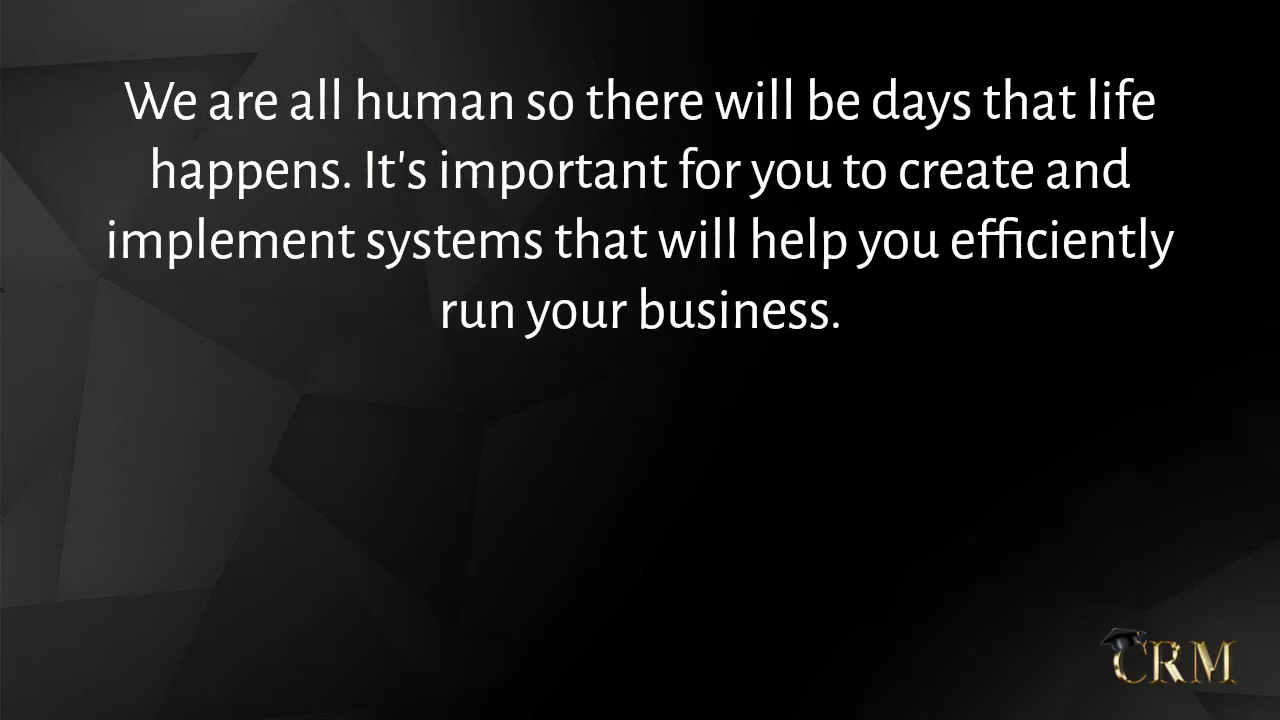 We are all human so there will be days that life
happens. It's important for you to create and
implement systems that will help you efficiently
run your business.
CRM